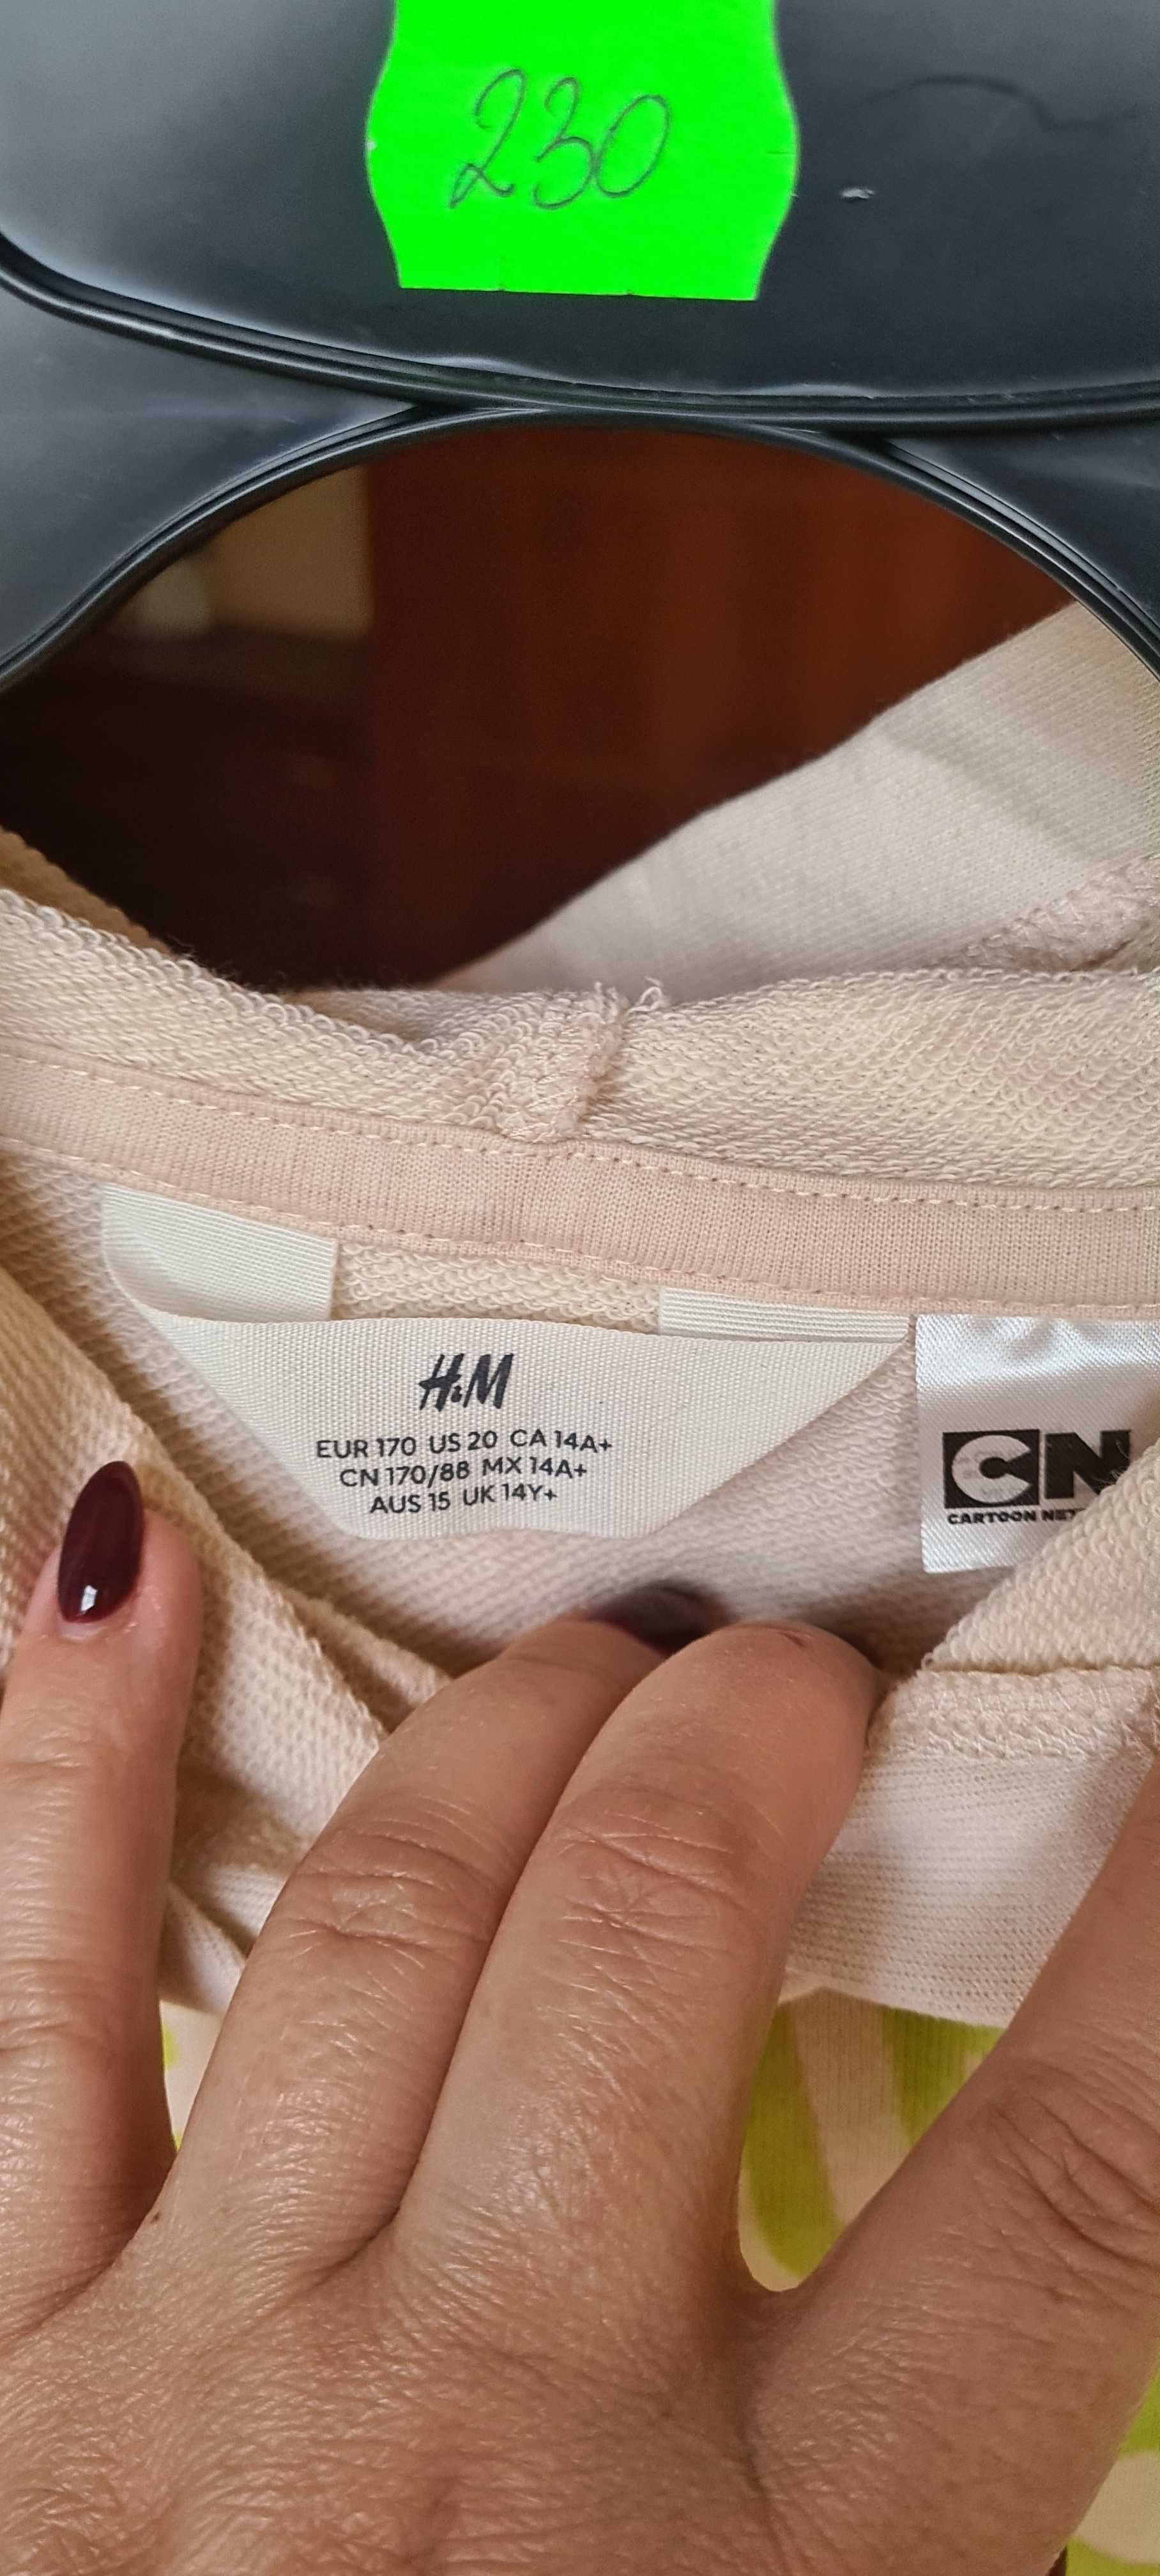 230
H&M
EUR 170 US 20 CA 14A+
CN 170/88 MX 14A+
AUS 15 UK 14Y+
CN
CARTOON NET